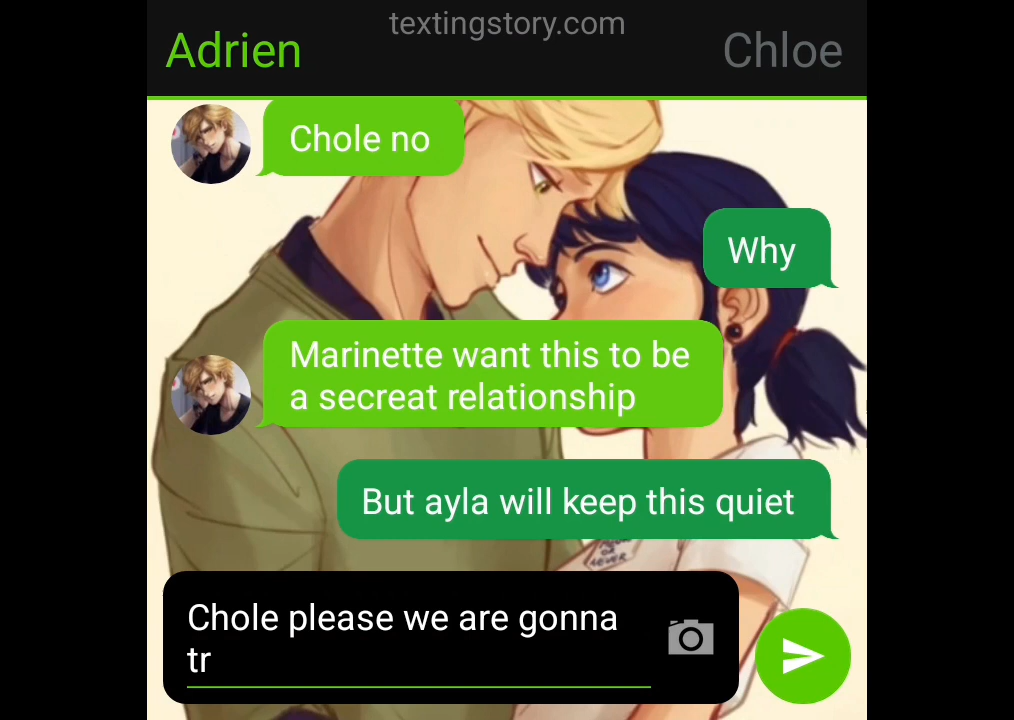 textingstory.com
Adrien
Chloe
Chole no
Why
Marinette want this to be
a secreat relationship
But ayla will keep this quiet
Chole please we are gonna
tr